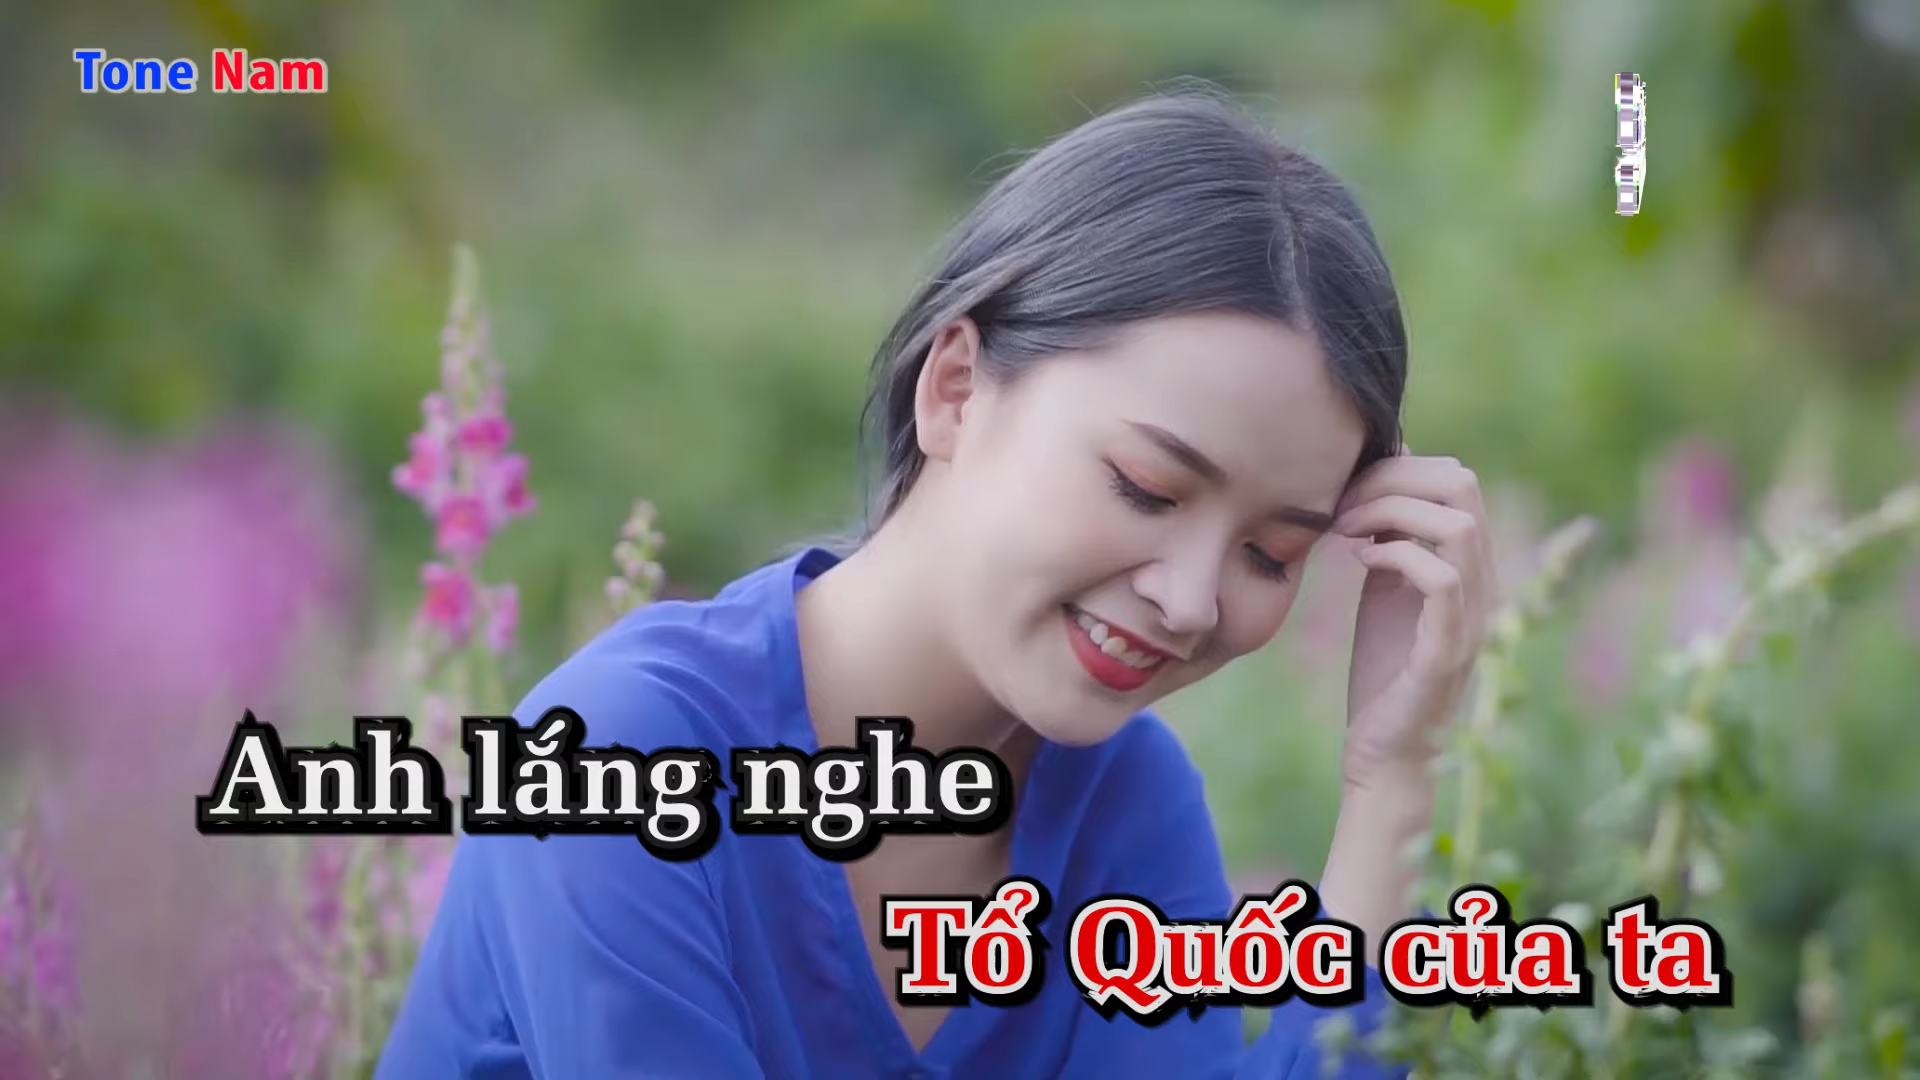 Tone Nam
Anh lắng nghe
Tổ Quốc của ta